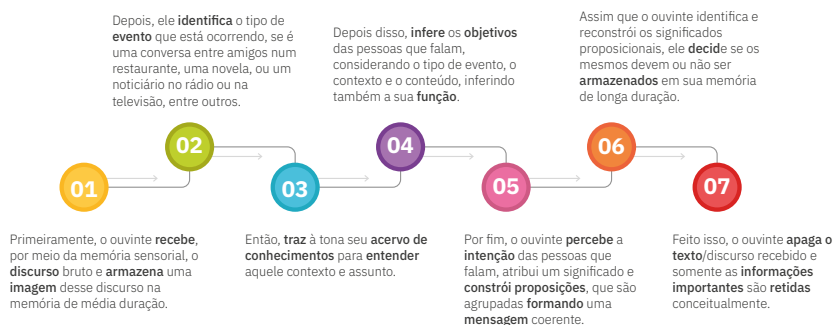 01
Primeiramente, o ouvinte recebe,
por meio da memória sensorial, o
discurso bruto e armazena uma
imagem desse discurso na
memória de média duração.
02
Depois, ele identifica o tipo de
evento que está ocorrendo, se é
uma conversa entre amigos num
restaurante, uma novela, ou um
noticiário no rádio ou na
televisão, entre outros.
03
Então, traz à tona seu acervo de
conhecimentos para entender
aquele contexto e assunto.
04
Depois disso, infere os objetivos
das pessoas que falam,
considerando o tipo de evento, o
contexto e o conteúdo, inferindo
também a sua função.
05
Por fim, o ouvinte percebe a
intenção das pessoas que
falam, atribui um significado e
constrói proposições, que são
agrupadas formando uma
mensagem coerente.
06
Assim que o ouvinte identifica e
reconstrói os significados
proposicionais, ele decide se os
mesmos devem ou não ser
armazenados em sua memória
de longa duração.
07
Feito isso, o ouvinte apaga o
texto/discurso recebido e
somente as informações
importantes são retidas
conceitualmente.